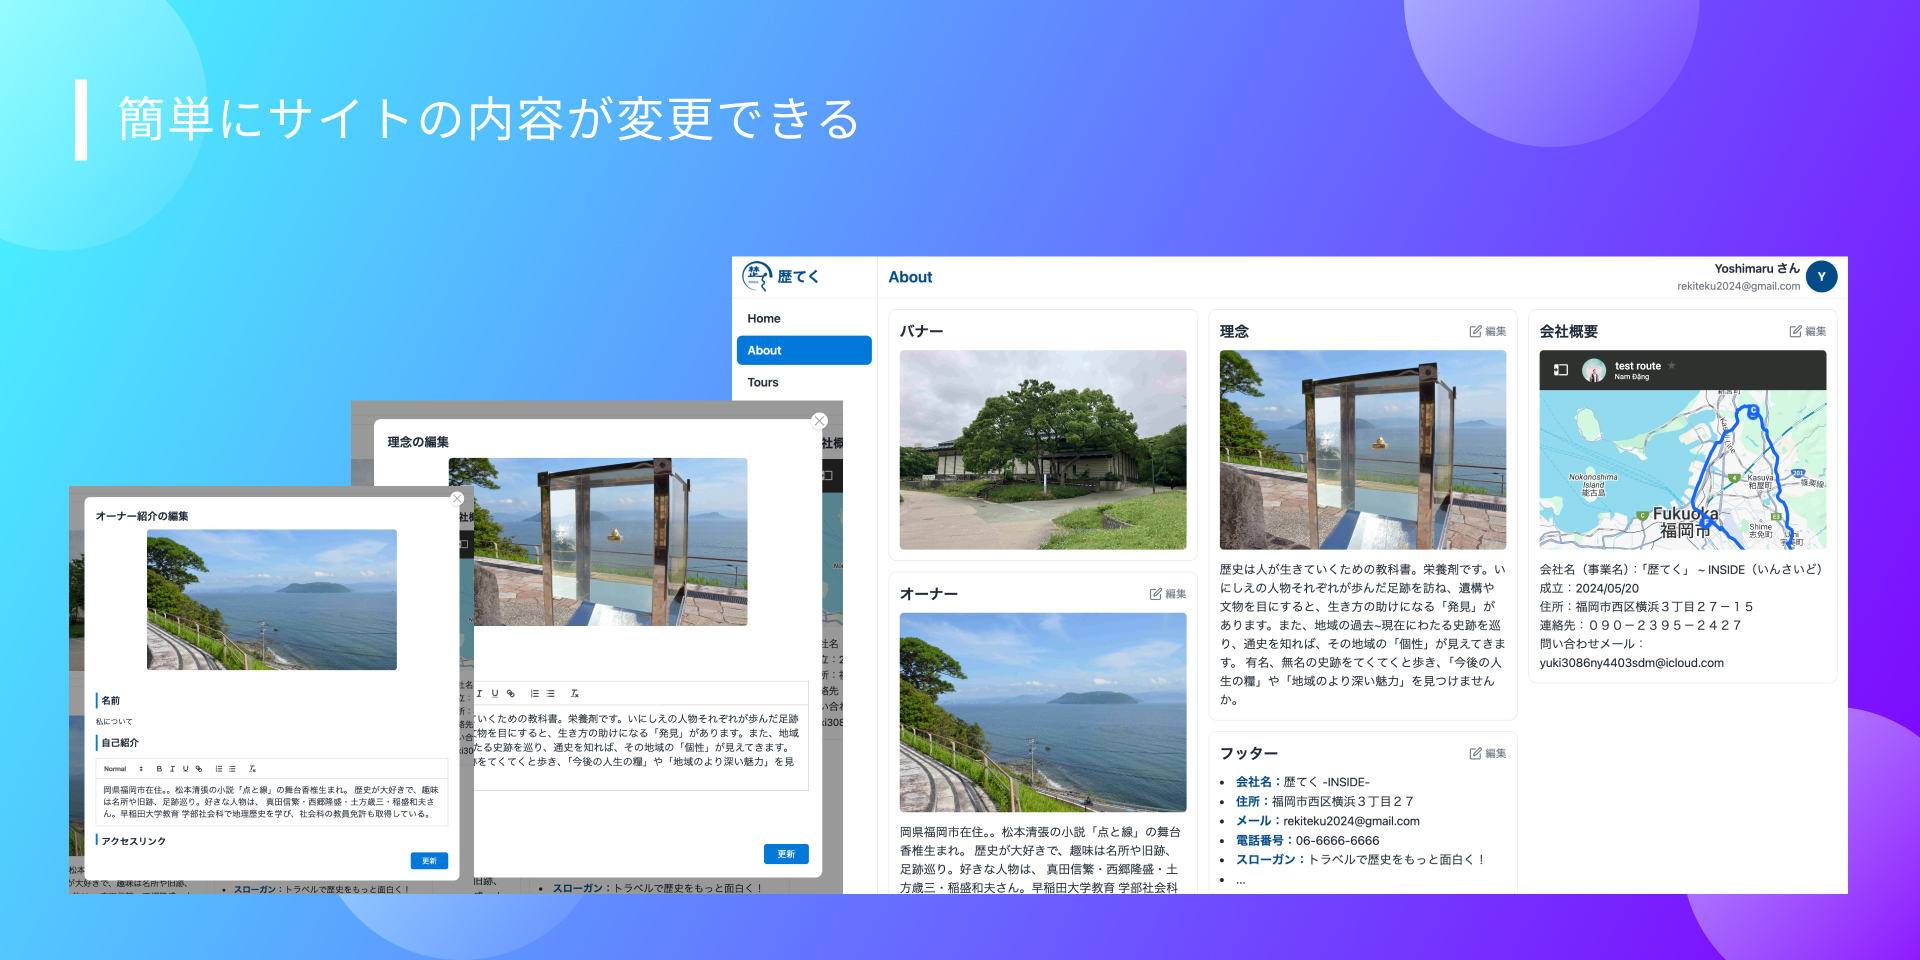 簡単にサイトの内容が変更できる
歴てく
About
Yoshimaru さん
rekiteku2024@gmail.com
Y
Home
About
Tours
バナー
理念
編集
会社概要
編集
test route
Nam Đặng
Nokonoshima
Island
能古島
Kasuya
粕屋町
201
篠栗線
Fukuoka
福岡市
Shime
志免町
オーナー
編集
岡県福岡市在住。。松本清張の小説「点と線」の舞台
香椎生まれ。 歴史が大好きで、趣味は名所や旧跡、
足跡巡り。好きな人物は、 真田信繁・西郷隆盛・土
方歳三・稲盛和夫さん。早稲田大学教育 学部社会科
歴史は人が生きていくための教科書。栄養剤です。い
にしえの人物それぞれが歩んだ足跡を訪ね、遺構や
文物を目にすると、生き方の助けになる「発見」が
あります。また、地域の過去~現在にわたる史跡を巡
り、通史を知れば、その地域の「個性」が見えてきま
す。 有名、無名の史跡をてくてくと歩き、「今後の人
生の糧」や「地域のより深い魅力」を見つけません
か。
フッター
編集
会社名：歴てく -INSIDE-
住所：福岡市西区横浜３丁目２７
メール：rekiteku2024@gmail.com
電話番号：06-6666-6666
スローガン：トラベルで歴史をもっと面白く！
...
会社名（事業名）：「歴てく」 ~ INSIDE（いんさいど）
成立：2024/05/20
住所：福岡市西区横浜３丁目２７－１５
連絡先：０９０－２３９５－２４２７
問い合わせメール：
yuki3086ny4403sdm@icloud.com
理念の編集
いくための教科書。栄養剤です。いにしえの人物それぞれが歩んだ足跡
物を目にすると、生き方の助けになる「発見」があります。また、地域
たる史跡を巡り、通史を知れば、その地域の「個性」が見えてきます。
をてくてくと歩き、「今後の人生の糧」や「地域のより深い魅力」を見
更新
スローガン：トラベルで歴史をもっと面白く！
オーナー紹介の編集
名前
私について
自己紹介
Normal
岡県福岡市在住。。松本清張の小説「点と線」の舞台香椎生まれ。 歴史が大好きで、趣味
は名所や旧跡、足跡巡り。好きな人物は、 真田信繁・西郷隆盛・土方歳三・稲盛和夫さ
ん。早稲田大学教育 学部社会科で地理歴史を学び、社会科の教員免許も取得している。
アクセスリンク
更新
が大好きで、趣味は名所や旧跡、
スローガン：トラベルで歴史をもっと面白く！